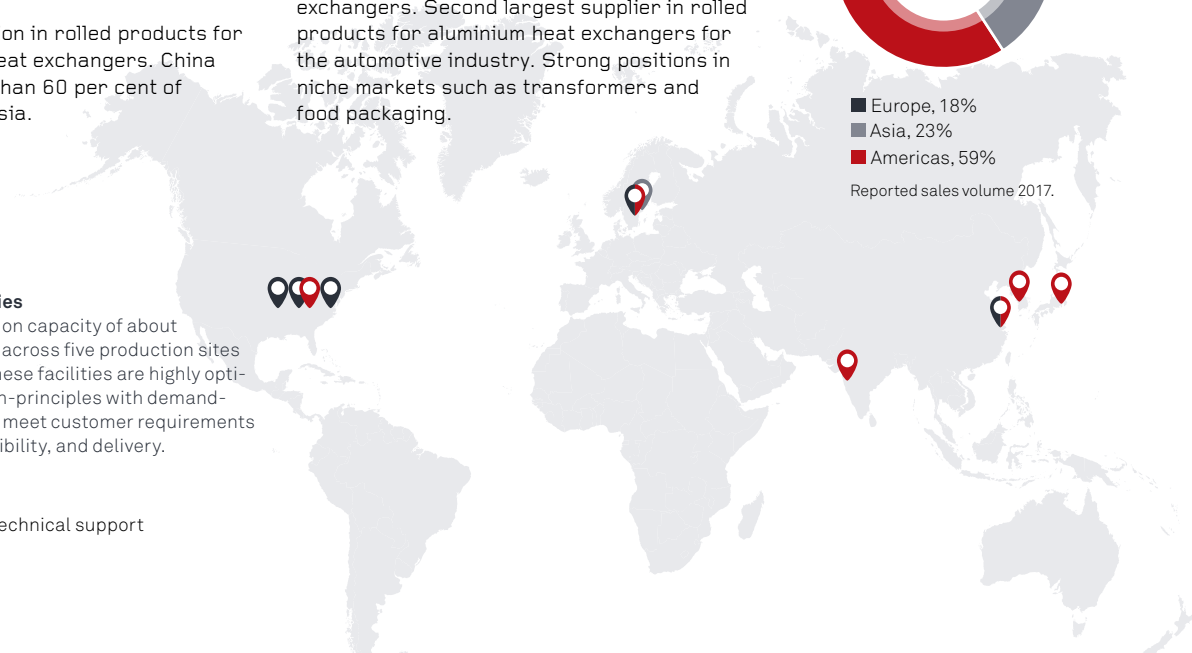 on in rolled products for
eat exchangers. China
han 60 per cent of
sia.
exchangers. Second largest supplier in rolled
products for aluminium heat exchangers for
the automotive industry. Strong positions in
niche markets such as transformers and
food packaging.
Europe, 18%
Asia, 23%
Americas, 59%
Reported sales volume 2017.
ies
on capacity of about
across five production sites
nese facilities are highly opti-
n-principles with demand-
meet customer requirements
ibility, and delivery.
echnical support